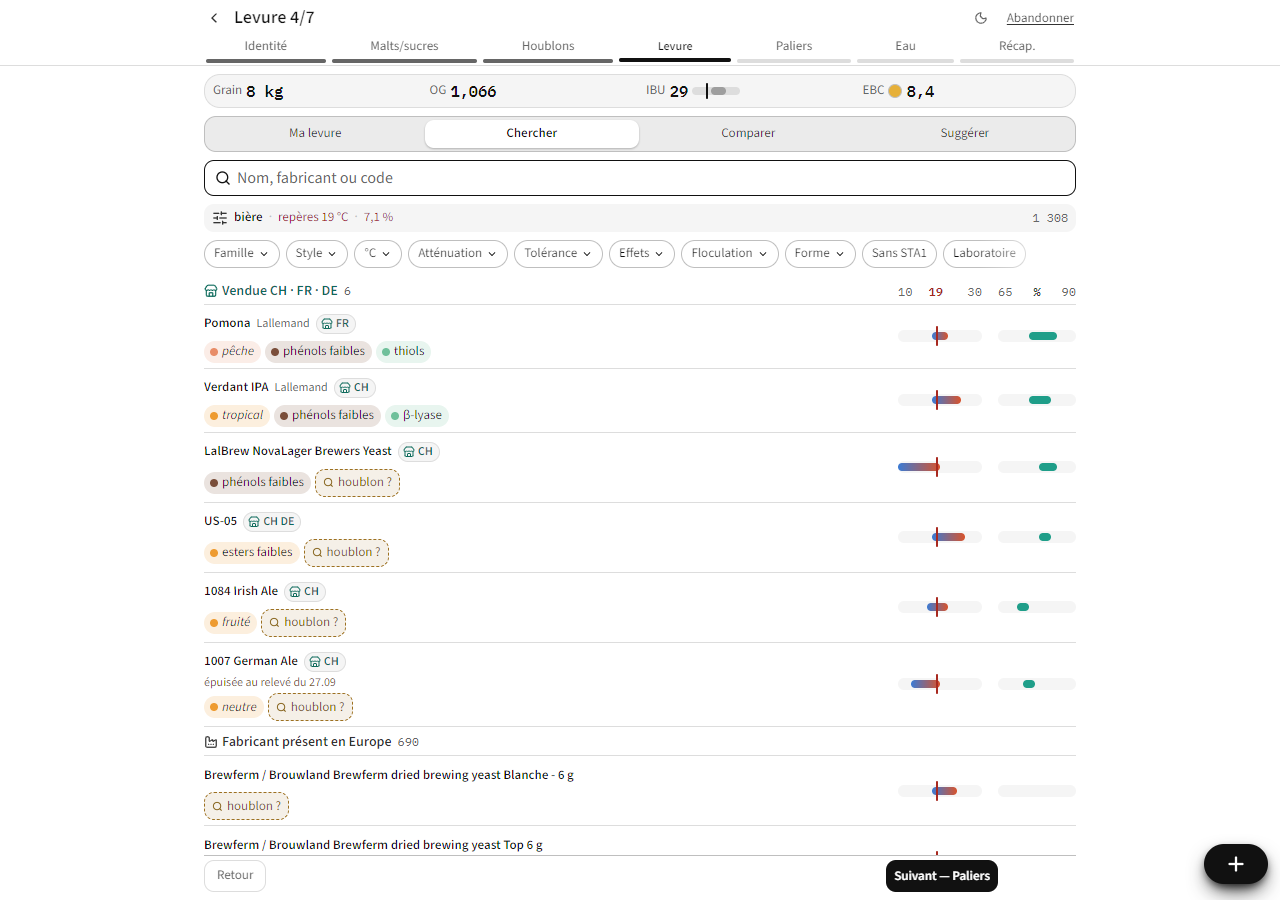 Levure 4/7
Abandonner
Identité Malts/sucres Houblons Levure Paliers Eau Récap.
Grain 8 kg OG 1,066 IBU 29 EBC 8,4
Ma levure Chercher Comparer Suggérer
Nom, fabricant ou code
bière · repères 19 °C · 7,1 % 1 308
Famille Style °C Atténuation Tolérance Effets Floculation Forme Sans STA1 Laboratoire
Vendue CH · FR · DE 6 10 19 30 65 % 90
Pomona Lallemand FR
pêche phénols faibles thiols
Verdant IPA Lallemand CH
tropical phénols faibles β-lyase
LalBrew NovaLager Brewers Yeast CH
phénols faibles houblon ?
US-05 CH DE
esters faibles houblon ?
1084 Irish Ale CH
fruité houblon ?
1007 German Ale CH
épuisée au relevé du 27.09
neutre houblon ?
Fabricant présent en Europe 690
Brewferm / Brouwland Brewferm dried brewing yeast Blanche - 6 g
houblon ?
Brewferm / Brouwland Brewferm dried brewing yeast Top 6 g
Retour Suivant — Paliers